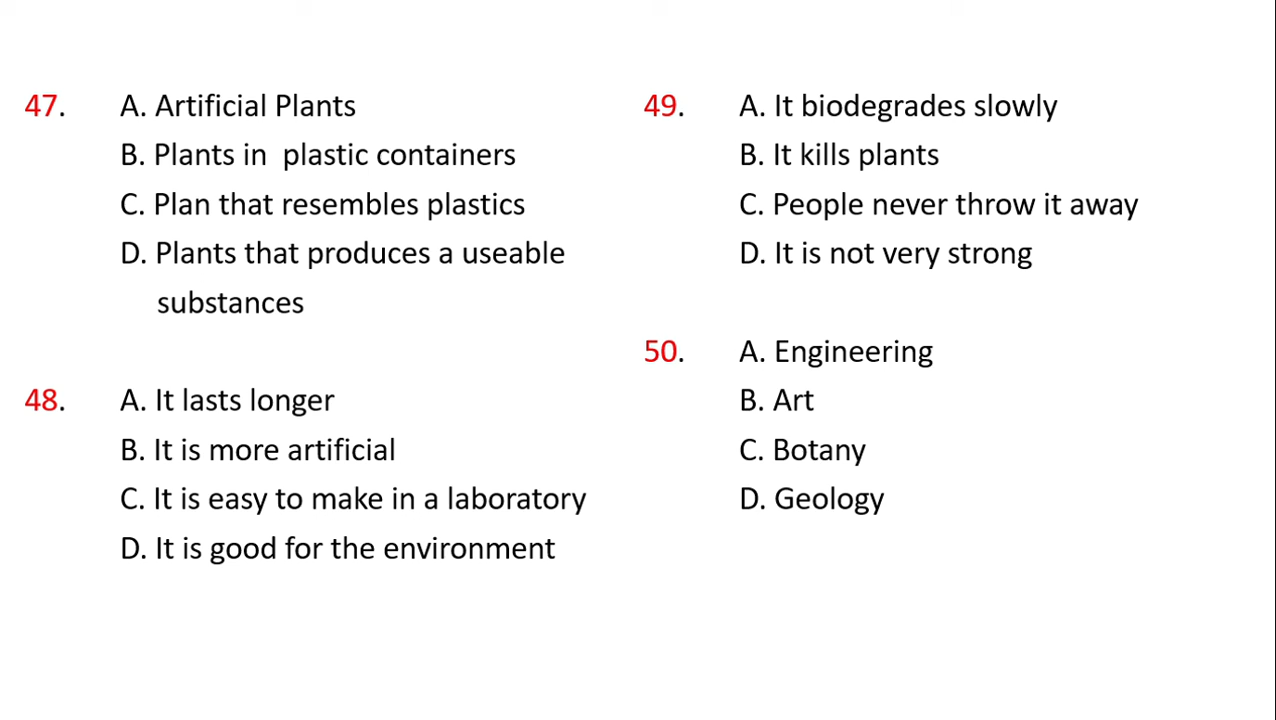 47. A. Artificial Plants
B. Plants in  plastic containers
C. Plan that resembles plastics
D. Plants that produces a useable
substances
48. A. It lasts longer
B. It is more artificial
C. It is easy to make in a laboratory
D. It is good for the environment
49. A. It biodegrades slowly
B. It kills plants
C. People never throw it away
D. It is not very strong
50. A. Engineering
B. Art
C. Botany
D. Geology